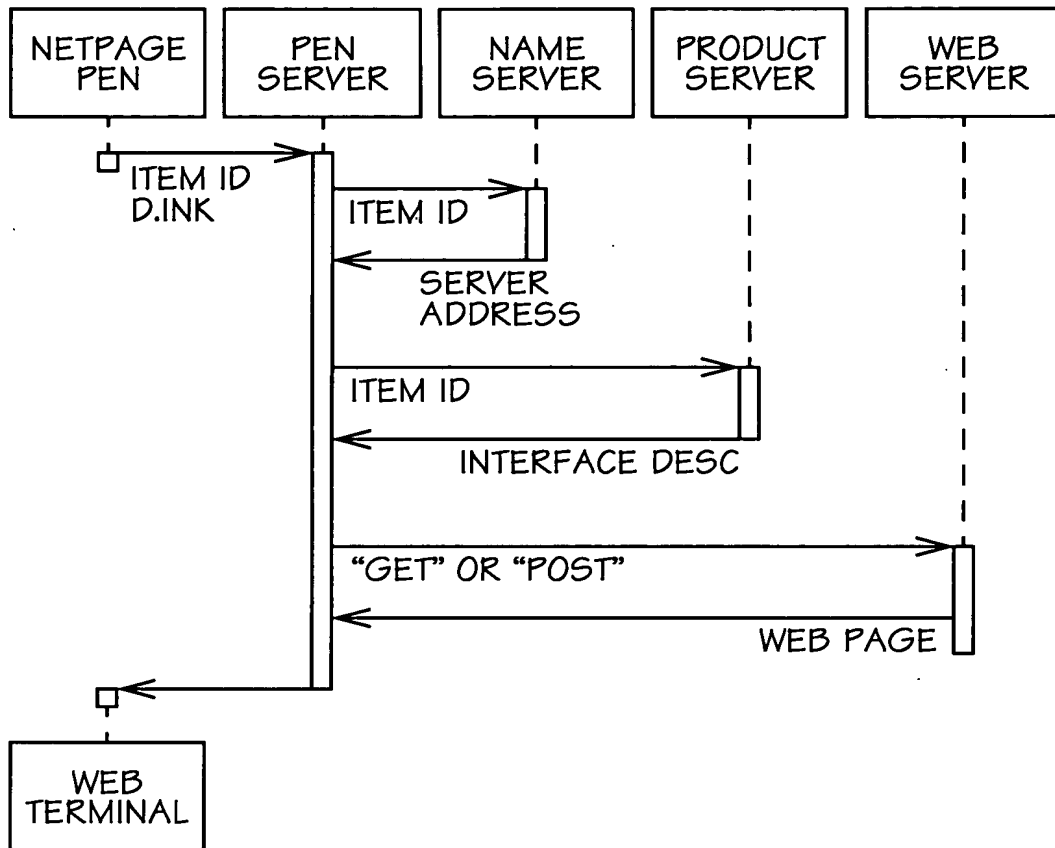 NETPAGE
PEN
PEN
SERVER
NAME
SERVER
PRODUCT
SERVER
WEB
SERVER
ITEM ID
D.INK
ITEM ID
SERVER
ADDRESS
ITEM ID
INTERFACE DESC
“GET” OR “POST”
WEB PAGE
WEB
TERMINAL